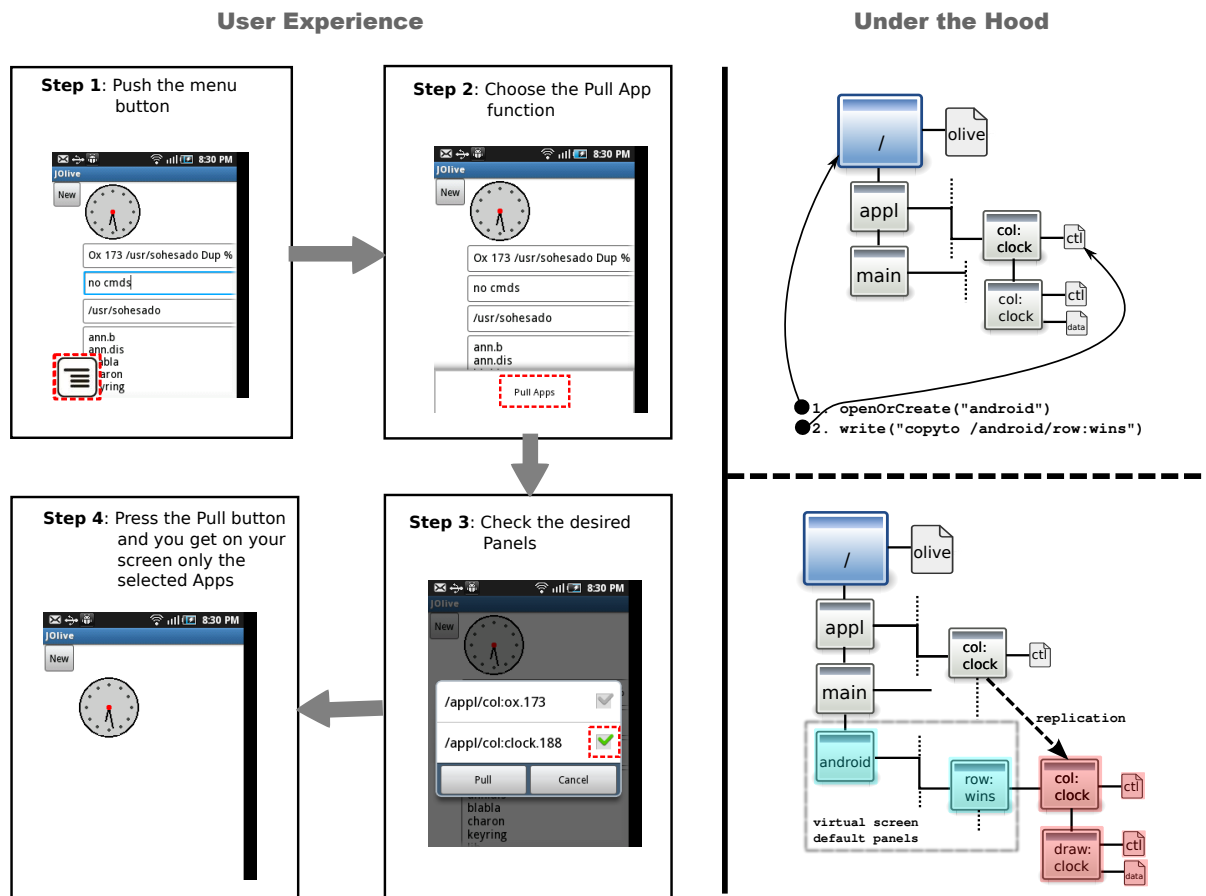 User Experience
Under the Hood
Step 1: Push the menu
button
8:30 PM
JOlive
New
Ox 173 /usr/sohesado Dup %
no cmds
/usr/sohesado
ann.b
ann.dis
Step 2: Choose the Pull App
function
8:30 PM
JOlive
New
Ox 173 /usr/sohesado Dup %
no cmds
/usr/sohesado
ann.b
ann.dis
Pull Apps
Step 4: Press the Pull button
and you get on your
screen only the
selected Apps
8:30 PM
JOlive
New
Step 3: Check the desired
Panels
8:30 PM
JOlive
New
/appl/col:ox.173
/appl/col:clock.188
Pull
Cancel
blabla
charon
keyring
/
olive
appl
main
col:
clock
ctl
col:
clock
ctl
data
1. openOrCreate("android")
2. write("copyto /android/row:wins")
/
olive
appl
col:
clock
ctl
main
replication
android
row:
wins
col:
clock
ctl
virtual screen
default panels
draw:
clock
ctl
data